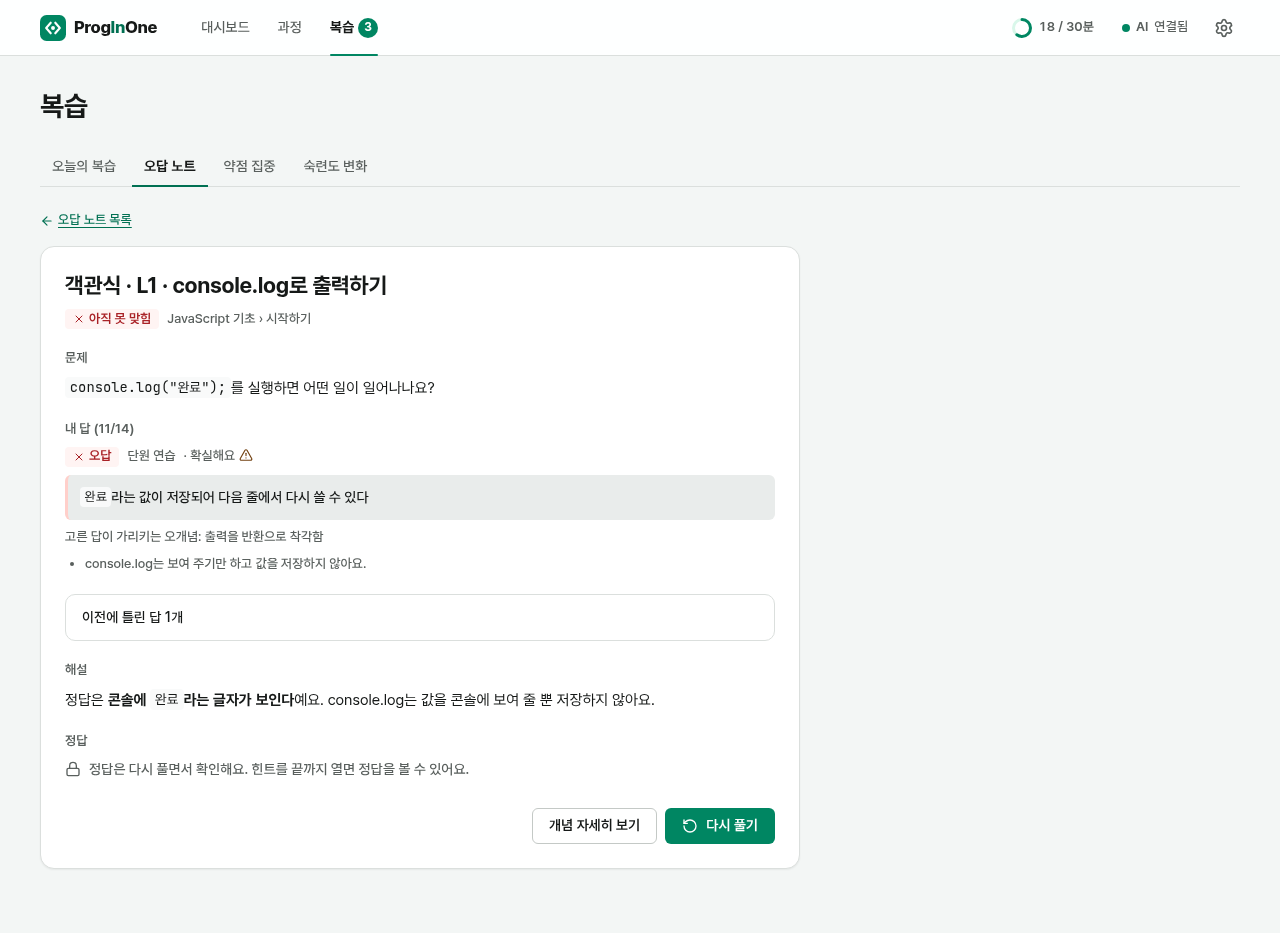 ProgInOne
대시보드
과정
복습 3
18 / 30분
AI 연결됨
복습
오늘의 복습
오답 노트
약점 집중
숙련도 변화
← 오답 노트 목록
객관식 · L1 · console.log로 출력하기
× 아직 못 맞힘 JavaScript 기초 › 시작하기
문제
console.log("완료"); 를 실행하면 어떤 일이 일어나나요?
내 답 (11/14)
× 오답 단원 연습 · 확실해요
완료 라는 값이 저장되어 다음 줄에서 다시 쓸 수 있다
고른 답이 가리키는 오개념: 출력을 반환으로 착각함
• console.log는 보여 주기만 하고 값을 저장하지 않아요.
이전에 틀린 답 1개
해설
정답은 콘솔에 완료 라는 글자가 보인다예요. console.log는 값을 콘솔에 보여 줄 뿐 저장하지 않아요.
정답
정답은 다시 풀면서 확인해요. 힌트를 끝까지 열면 정답을 볼 수 있어요.
개념 자세히 보기
다시 풀기